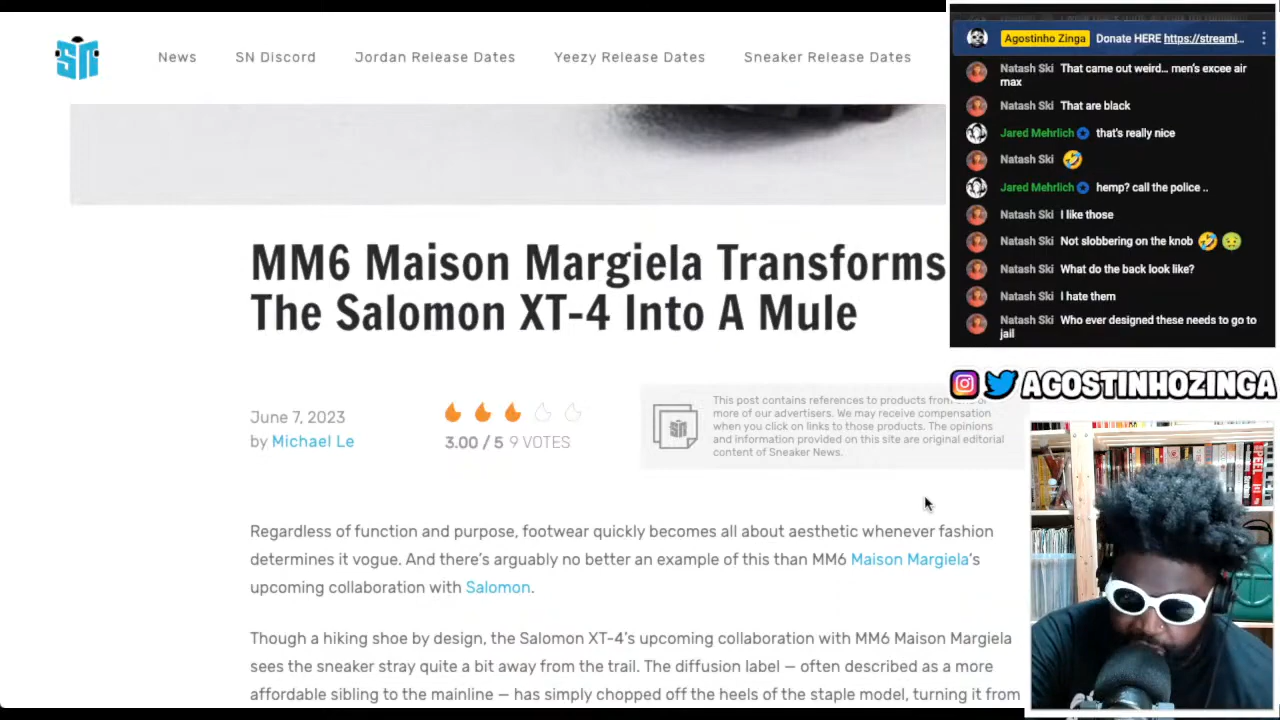 SN
News SN Discord Jordan Release Dates Yeezy Release Dates Sneaker Release Dates
MM6 Maison Margiela Transforms
The Salomon XT-4 Into A Mule
June 7, 2023
by Michael Le
3.00 / 5 9 VOTES
This post contains references to products from one or
more of our advertisers. We may receive compensation
when you click on links to those products. The opinions
and information provided on this site are original editorial
content of Sneaker News.
Regardless of function and purpose, footwear quickly becomes all about aesthetic whenever fashion
determines it vogue. And there's arguably no better an example of this than MM6 Maison Margiela's
upcoming collaboration with Salomon.
Though a hiking shoe by design, the Salomon XT-4's upcoming collaboration with MM6 Maison Margiela
sees the sneaker stray quite a bit away from the trail. The diffusion label — often described as a more
affordable sibling to the mainline — has simply chopped off the heels of the staple model, turning it from
Agostinho Zinga Donate HERE https://streaml...
Natash Ski That came out weird... men's excee air
max
Natash Ski That are black
Jared Mehrlich that's really nice
Natash Ski 🤣
Jared Mehrlich hemp? call the police ..
Natash Ski I like those
Natash Ski Not slobbering on the knob 🤣 🤢
Natash Ski What do the back look like?
Natash Ski I hate them
Natash Ski Who ever designed these needs to go to
jail
AGOSTINHOZINGA